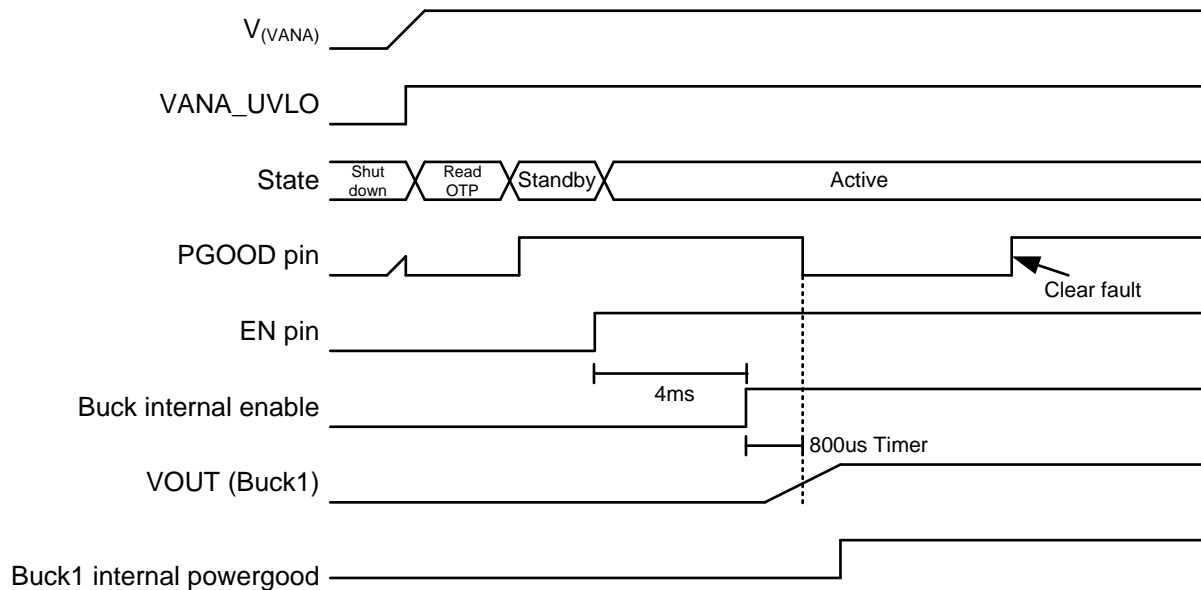 V(VANA)
VANA_UVLO
State
Shut
down
Read
OTP
Standby
Active
PGOOD pin
Clear fault
EN pin
4ms
Buck internal enable
800us Timer
VOUT (Buck1)
Buck1 internal powergood